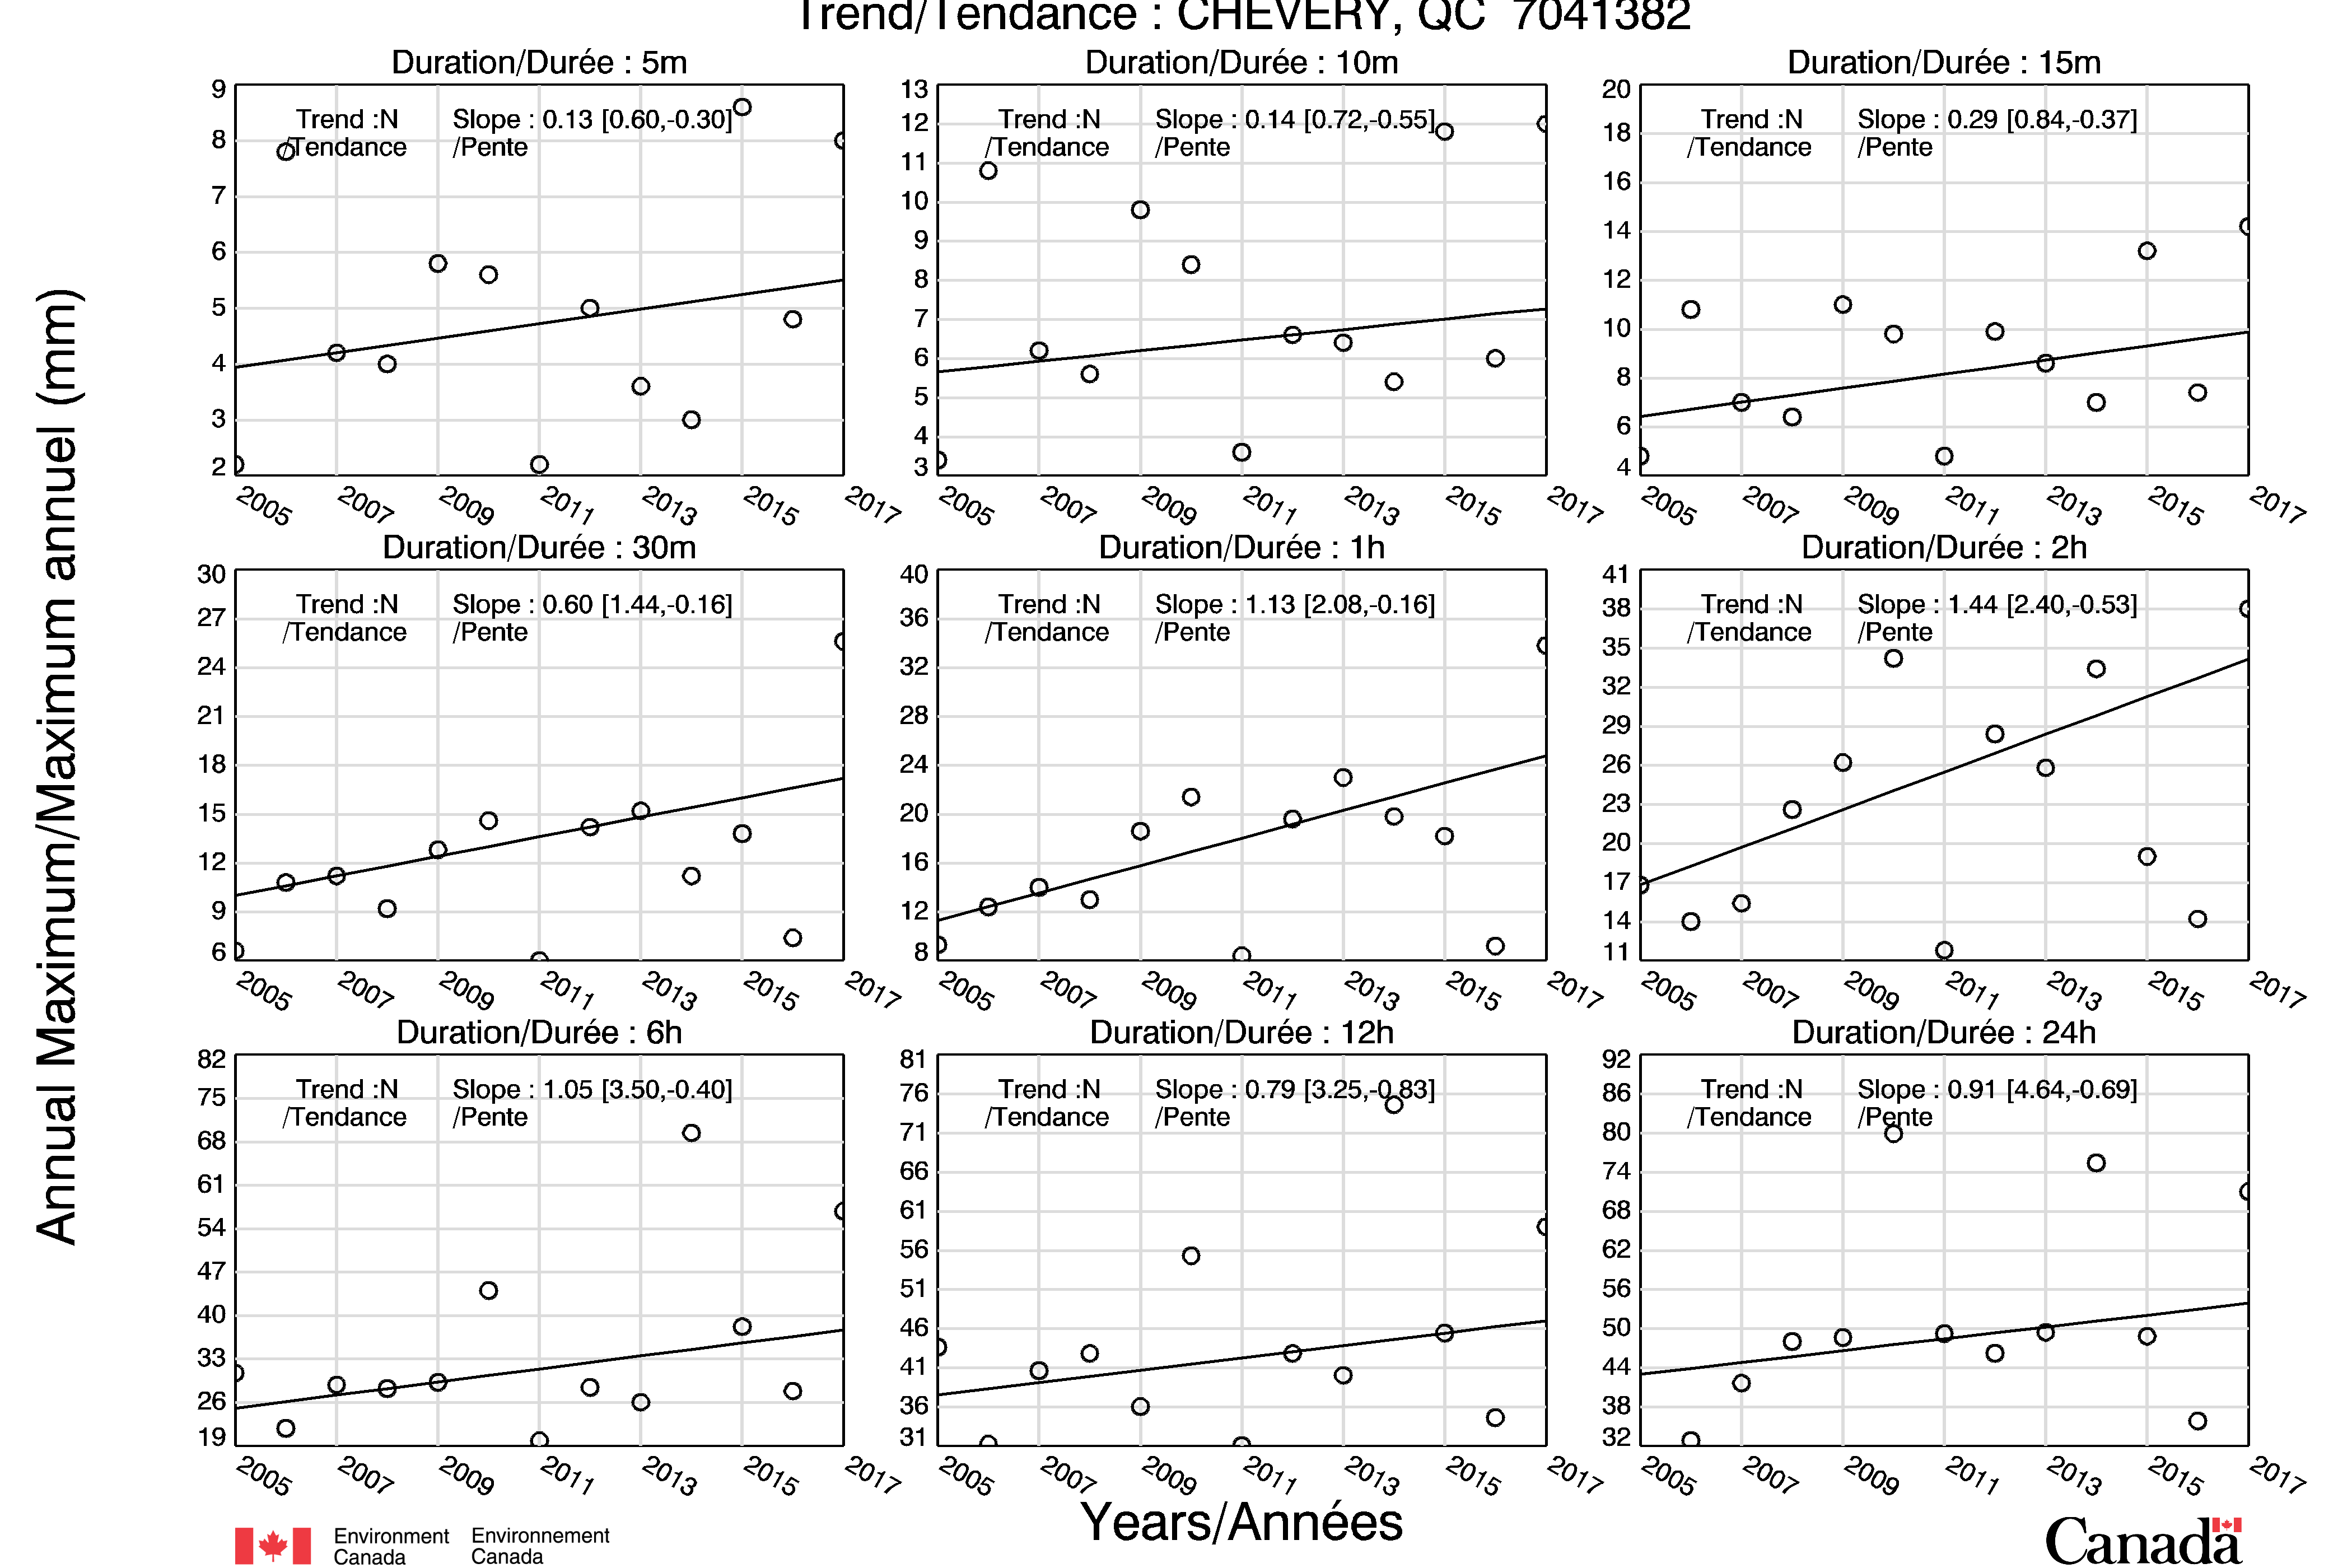 Trend/Tendance : CHEVERY, QC 7041382
Annual Maximum/Maximum annuel (mm)
Duration/Durée : 5m
Trend :N Slope : 0.13 [0.60,-0.30]
/Tendance /Pente
9
8
7
6
5
4
3
2
2005 2007 2009 2011 2013 2015 2017
Duration/Durée : 10m
Trend :N Slope : 0.14 [0.72,-0.55]
/Tendance /Pente
13
12
11
10
9
8
7
6
5
4
3
2005 2007 2009 2011 2013 2015 2017
Duration/Durée : 15m
Trend :N Slope : 0.29 [0.84,-0.37]
/Tendance /Pente
20
18
16
14
12
10
8
6
4
2005 2007 2009 2011 2013 2015 2017
Duration/Durée : 30m
Trend :N Slope : 0.60 [1.44,-0.16]
/Tendance /Pente
30
27
24
21
18
15
12
9
6
2005 2007 2009 2011 2013 2015 2017
Duration/Durée : 1h
Trend :N Slope : 1.13 [2.08,-0.16]
/Tendance /Pente
40
36
32
28
24
20
16
12
8
2005 2007 2009 2011 2013 2015 2017
Duration/Durée : 2h
Trend :N Slope : 1.44 [2.40,-0.53]
/Tendance /Pente
41
38
35
32
29
26
23
20
17
14
11
2005 2007 2009 2011 2013 2015 2017
Duration/Durée : 6h
Trend :N Slope : 1.05 [3.50,-0.40]
/Tendance /Pente
82
75
68
61
54
47
40
33
26
19
2005 2007 2009 2011 2013 2015 2017
Duration/Durée : 12h
Trend :N Slope : 0.79 [3.25,-0.83]
/Tendance /Pente
81
76
71
66
61
56
51
46
41
36
31
2005 2007 2009 2011 2013 2015 2017
Duration/Durée : 24h
Trend :N Slope : 0.91 [4.64,-0.69]
/Tendance /Pente
92
86
80
74
68
62
56
50
44
38
32
2005 2007 2009 2011 2013 2015 2017
Years/Années
Environment Environnement
Canada Canada
Canada